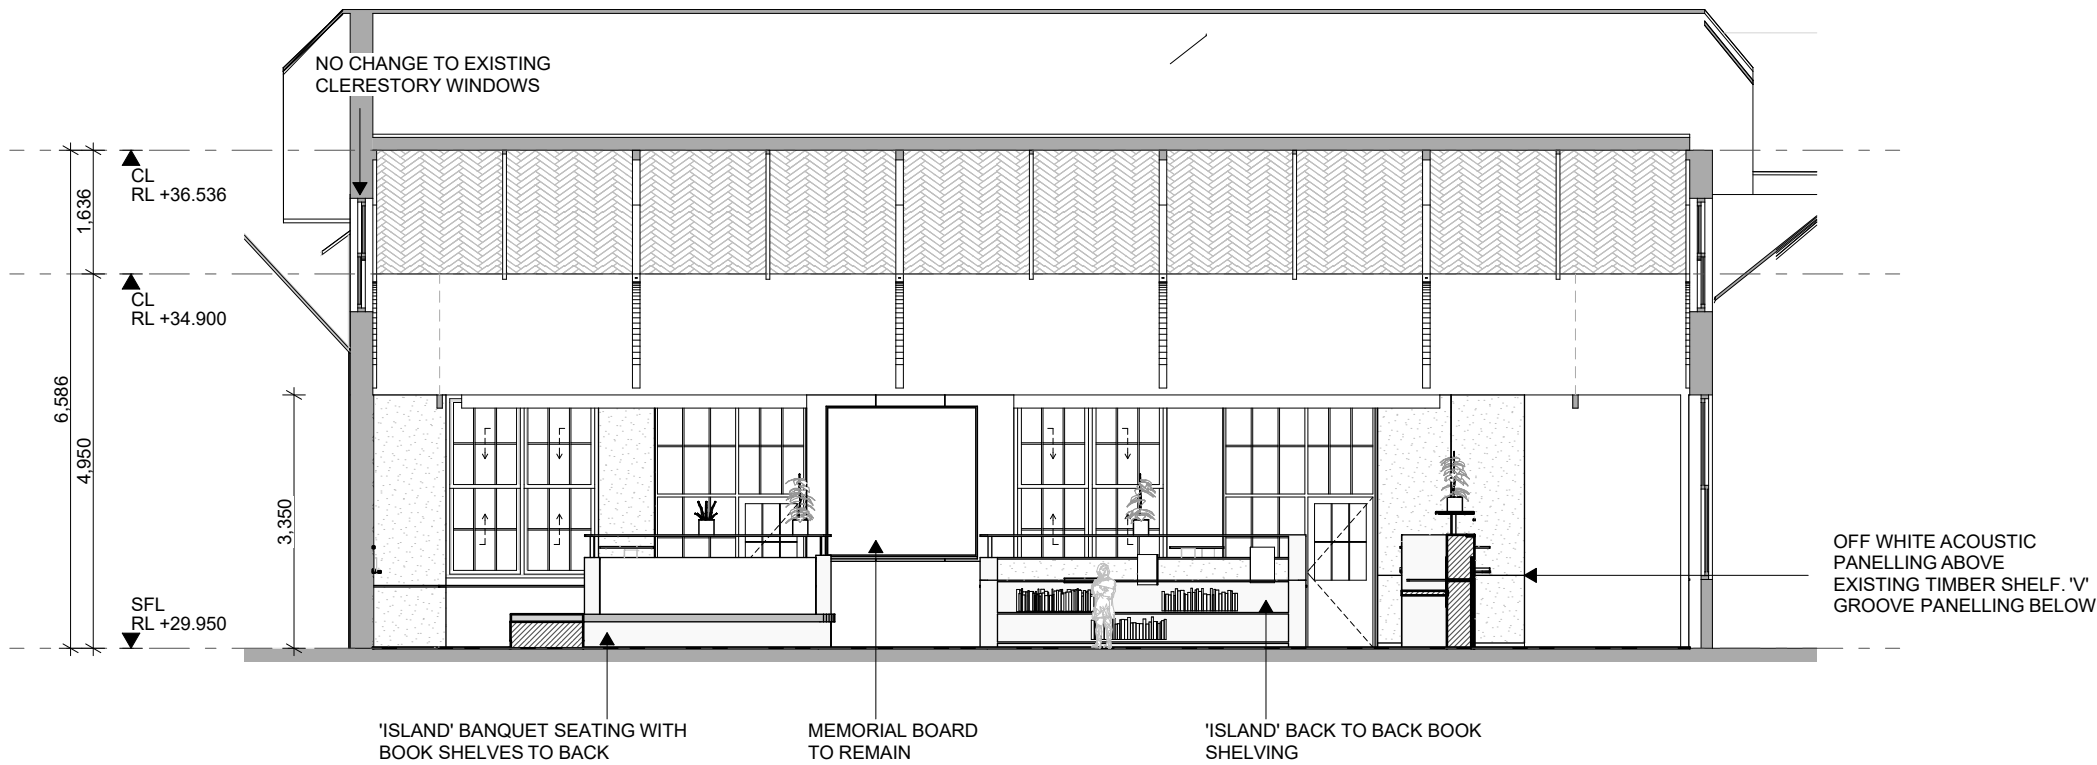 NO CHANGE TO EXISTING
CLERESTORY WINDOWS
CL
RL +36.536
1,636
CL
RL +34.900
6,586
4,950
3,350
SFL
RL +29.950
OFF WHITE ACOUSTIC
PANELLING ABOVE
EXISTING TIMBER SHELF. 'V'
GROOVE PANELLING BELOW
'ISLAND' BANQUET SEATING WITH
BOOK SHELVES TO BACK
MEMORIAL BOARD
TO REMAIN
'ISLAND' BACK TO BACK BOOK
SHELVING